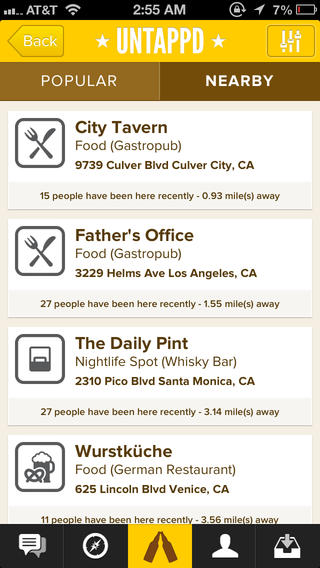 AT&T 2:55 AM 7%
Back ★ UNTAPPD ★
POPULAR NEARBY
City Tavern
Food (Gastropub)
9739 Culver Blvd Culver City, CA
15 people have been here recently - 0.93 mile(s) away
Father's Office
Food (Gastropub)
3229 Helms Ave Los Angeles, CA
27 people have been here recently - 1.55 mile(s) away
The Daily Pint
Nightlife Spot (Whisky Bar)
2310 Pico Blvd Santa Monica, CA
27 people have been here recently - 3.14 mile(s) away
Wurstküche
Food (German Restaurant)
625 Lincoln Blvd Venice, CA
11 people have been here recently - 3.56 mile(s) away